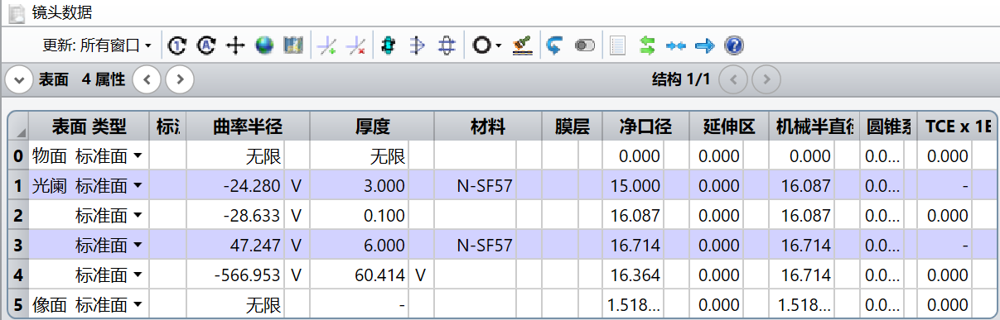 镜头数据
更新: 所有窗口
表面 4 属性 结构 1/1
表面 类型 标注 曲率半径 厚度 材料 膜层 净口径 延伸区 机械半直径 圆锥系 TCE x 1E
0 物面 标准面 无限 无限 0.000 0.000 0.000 0.0... 0.000
1 光阑 标准面 -24.280 V 3.000 N-SF57 15.000 0.000 16.087 0.0... -
2 标准面 -28.633 V 0.100 16.087 0.000 16.087 0.0... 0.000
3 标准面 47.247 V 6.000 N-SF57 16.714 0.000 16.714 0.0... -
4 标准面 -566.953 V 60.414 V 16.364 0.000 16.714 0.0... 0.000
5 像面 标准面 无限 - 1.518... 0.000 1.518... 0.0... 0.000